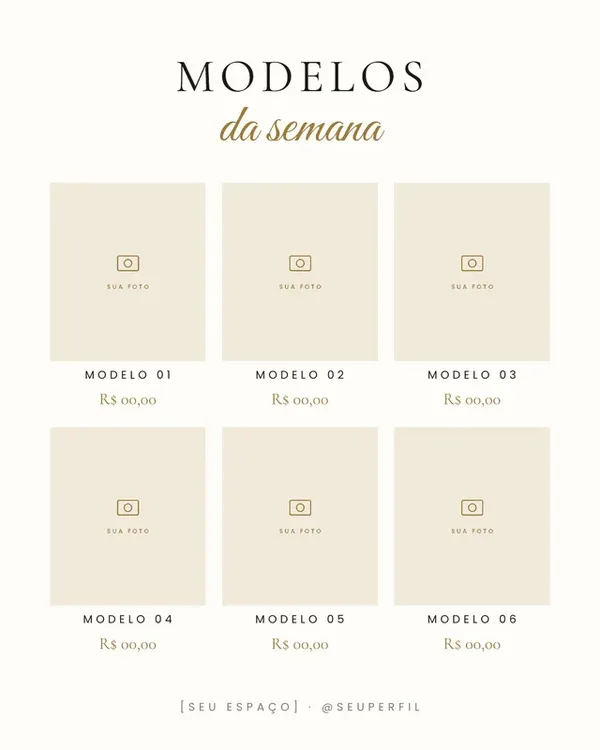 MODELOS
da semana
SUA FOTO
SUA FOTO
SUA FOTO
MODELO 01
MODELO 02
MODELO 03
R$ 00,00
R$ 00,00
R$ 00,00
SUA FOTO
SUA FOTO
SUA FOTO
MODELO 04
MODELO 05
MODELO 06
R$ 00,00
R$ 00,00
R$ 00,00
[SEU ESPAÇO] · @SEUPERFIL